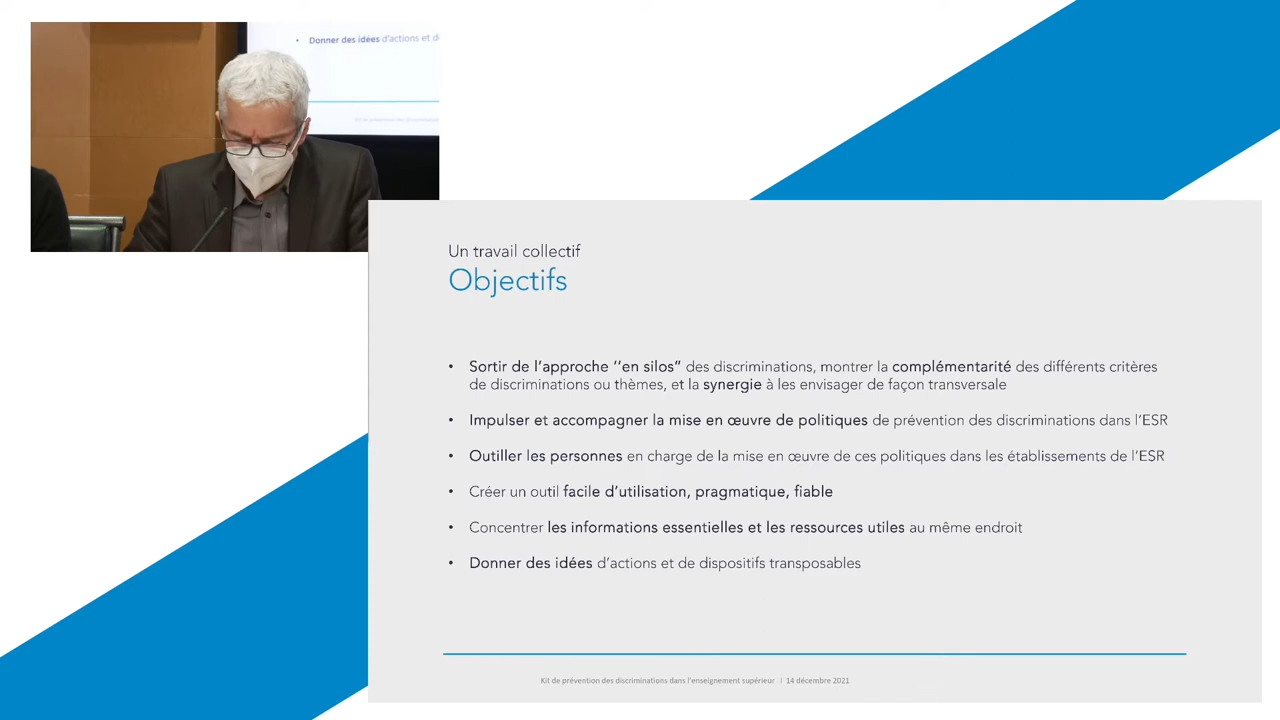 • Donner des idées d'actions et d
Un travail collectif
Objectifs
• Sortir de l'approche ‘‘en silos” des discriminations, montrer la complémentarité des différents critères
de discriminations ou thèmes, et la synergie à les envisager de façon transversale
• Impulser et accompagner la mise en œuvre de politiques de prévention des discriminations dans l'ESR
• Outiller les personnes en charge de la mise en œuvre de ces politiques dans les établissements de l'ESR
• Créer un outil facile d'utilisation, pragmatique, fiable
• Concentrer les informations essentielles et les ressources utiles au même endroit
• Donner des idées d'actions et de dispositifs transposables
Kit de prévention des discriminations dans l'enseignement supérieur | 14 décembre 2021